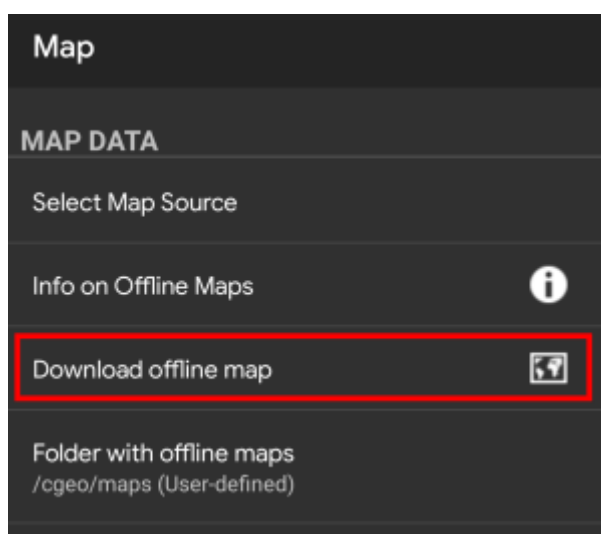 Map
MAP DATA
Select Map Source
Info on Offline Maps
Download offline map
Folder with offline maps
/cgeo/maps (User-defined)